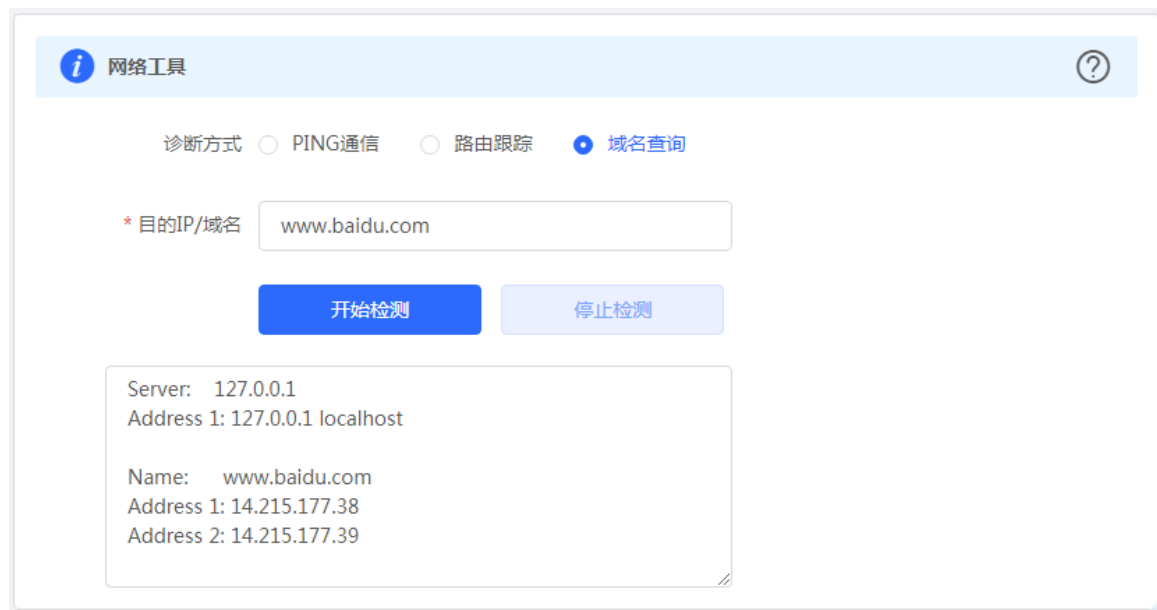 网络工具
诊断方式 PING通信 路由跟踪 域名查询
* 目的IP/域名 www.baidu.com
开始检测 停止检测
Server: 127.0.0.1
Address 1: 127.0.0.1 localhost
Name: www.baidu.com
Address 1: 14.215.177.38
Address 2: 14.215.177.39